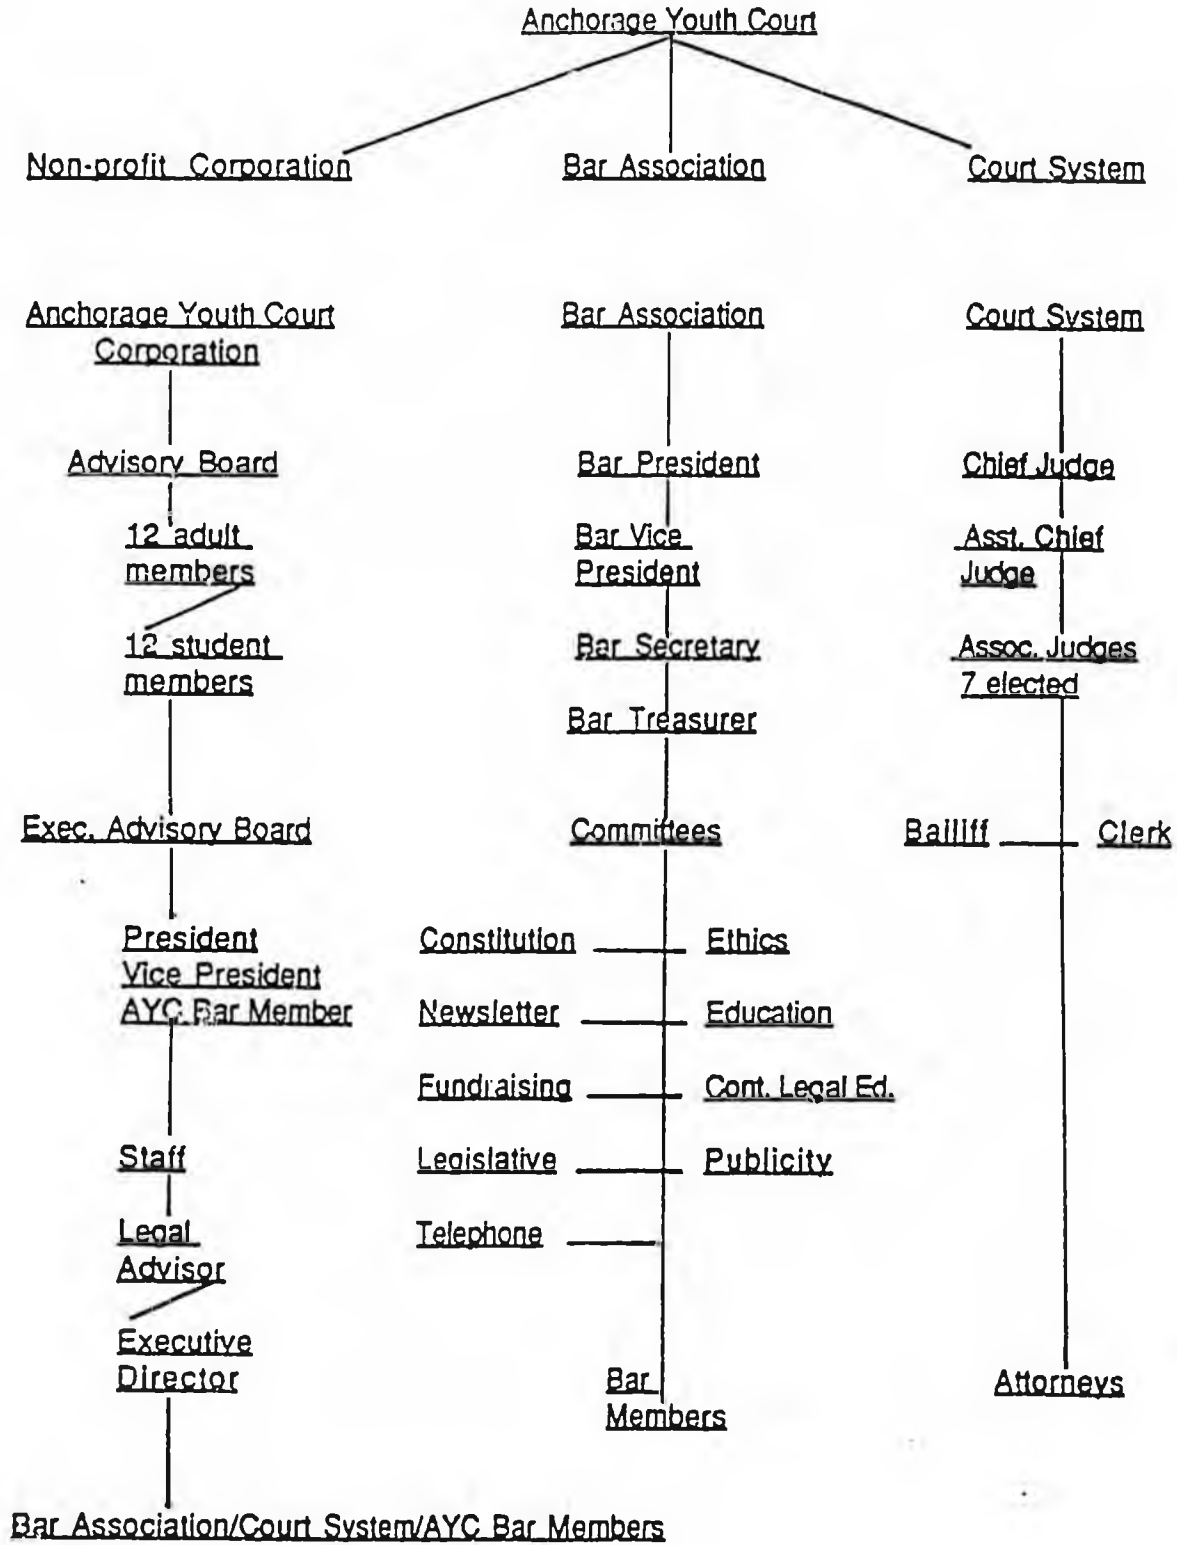 Anchorage Youth Court
Non-profit Corporation
Bar Association
Court System
Anchorage Youth Court
Corporation
Advisory Board
12 adult
members
12 student
members
Exec. Advisory Board
President
Vice President
AYC Bar Member
Staff
Legal
Advisor
Executive
Director
Bar Association/Court System/AYC Bar Members
Bar Association
Bar President
Bar Vice
President
Bar Secretary
Bar Treasurer
Committees
Constitution
Ethics
Newsletter
Education
Fundraising
Cont. Legal Ed.
Legislative
Publicity
Telephone
Bar
Members
Court System
Chief Judge
Asst. Chief
Judge
Assoc. Judges
7 elected
Bailiff
Clerk
Attorneys